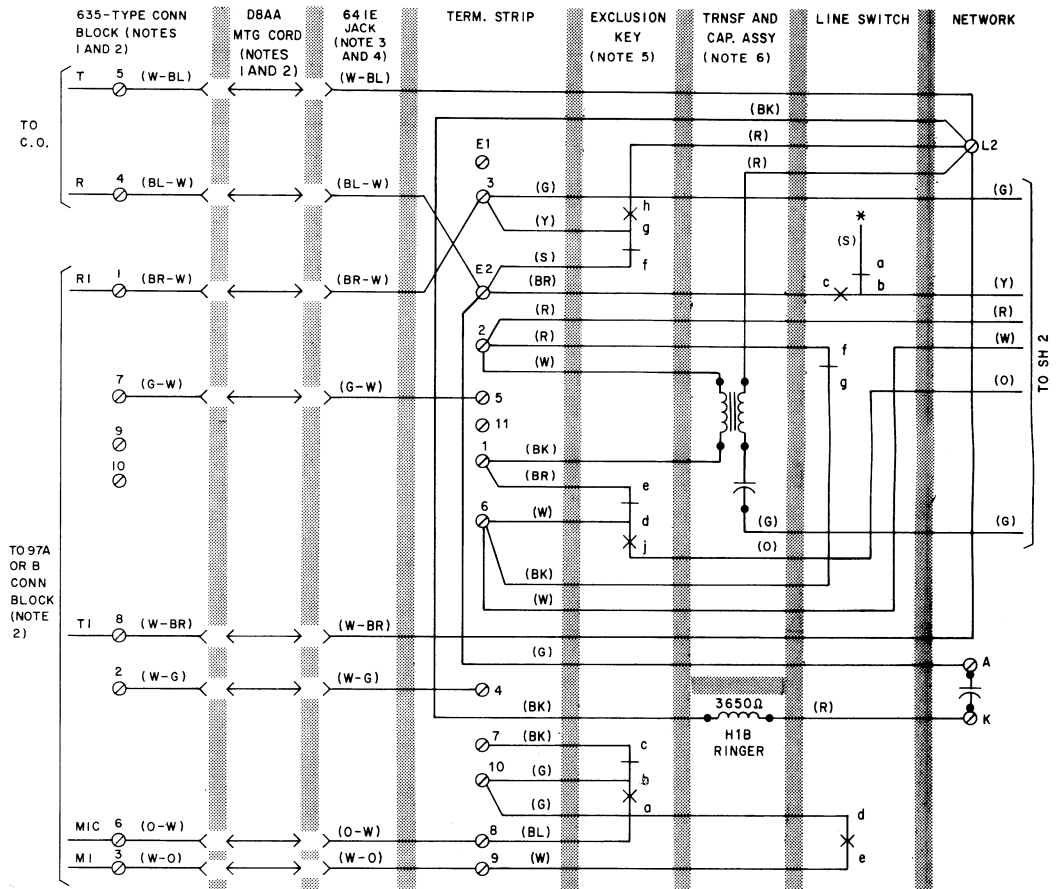 635-TYPE CONN
BLOCK (NOTES
1 AND 2)
D8AA
MTG CORD
(NOTES
1 AND 2)
641E
JACK
(NOTE 3
AND 4)
TERM. STRIP
EXCLUSION
KEY
(NOTE 5)
TRNSF AND
CAP. ASSY
(NOTE 6)
LINE SWITCH
NETWORK
T 5 (W-BL) (W-BL)
(BK)
TO
C.O.
(R)
L2
E1
(R)
R 4 (BL-W) (BL-W)
3 (G) (G)
h
(Y) g
*
(S)
(S) f
a
R1 1 (BR-W) (BR-W)
E2 (BR) c b (Y)
(R) (R)
2 (R) f (W)
(W) g (O)
TO SH 2
7 (G-W) (G-W) 5
9
11
10
1 (BK)
(BR) e
6 (W) d
(G) (G)
j (O)
TO 97A
OR B
CONN
BLOCK
(NOTE
2)
(BK)
(W)
T1 8 (W-BR) (W-BR)
(G) A
2 (W-G) (W-G) 4
(BK) 3650Ω (R) K
H1B
RINGER
7 (BK) c
10 (G) b
(G) a d
MIC 6 (O-W) (O-W) 8 (BL)
M1 3 (W-O) (W-O) 9 (W) e